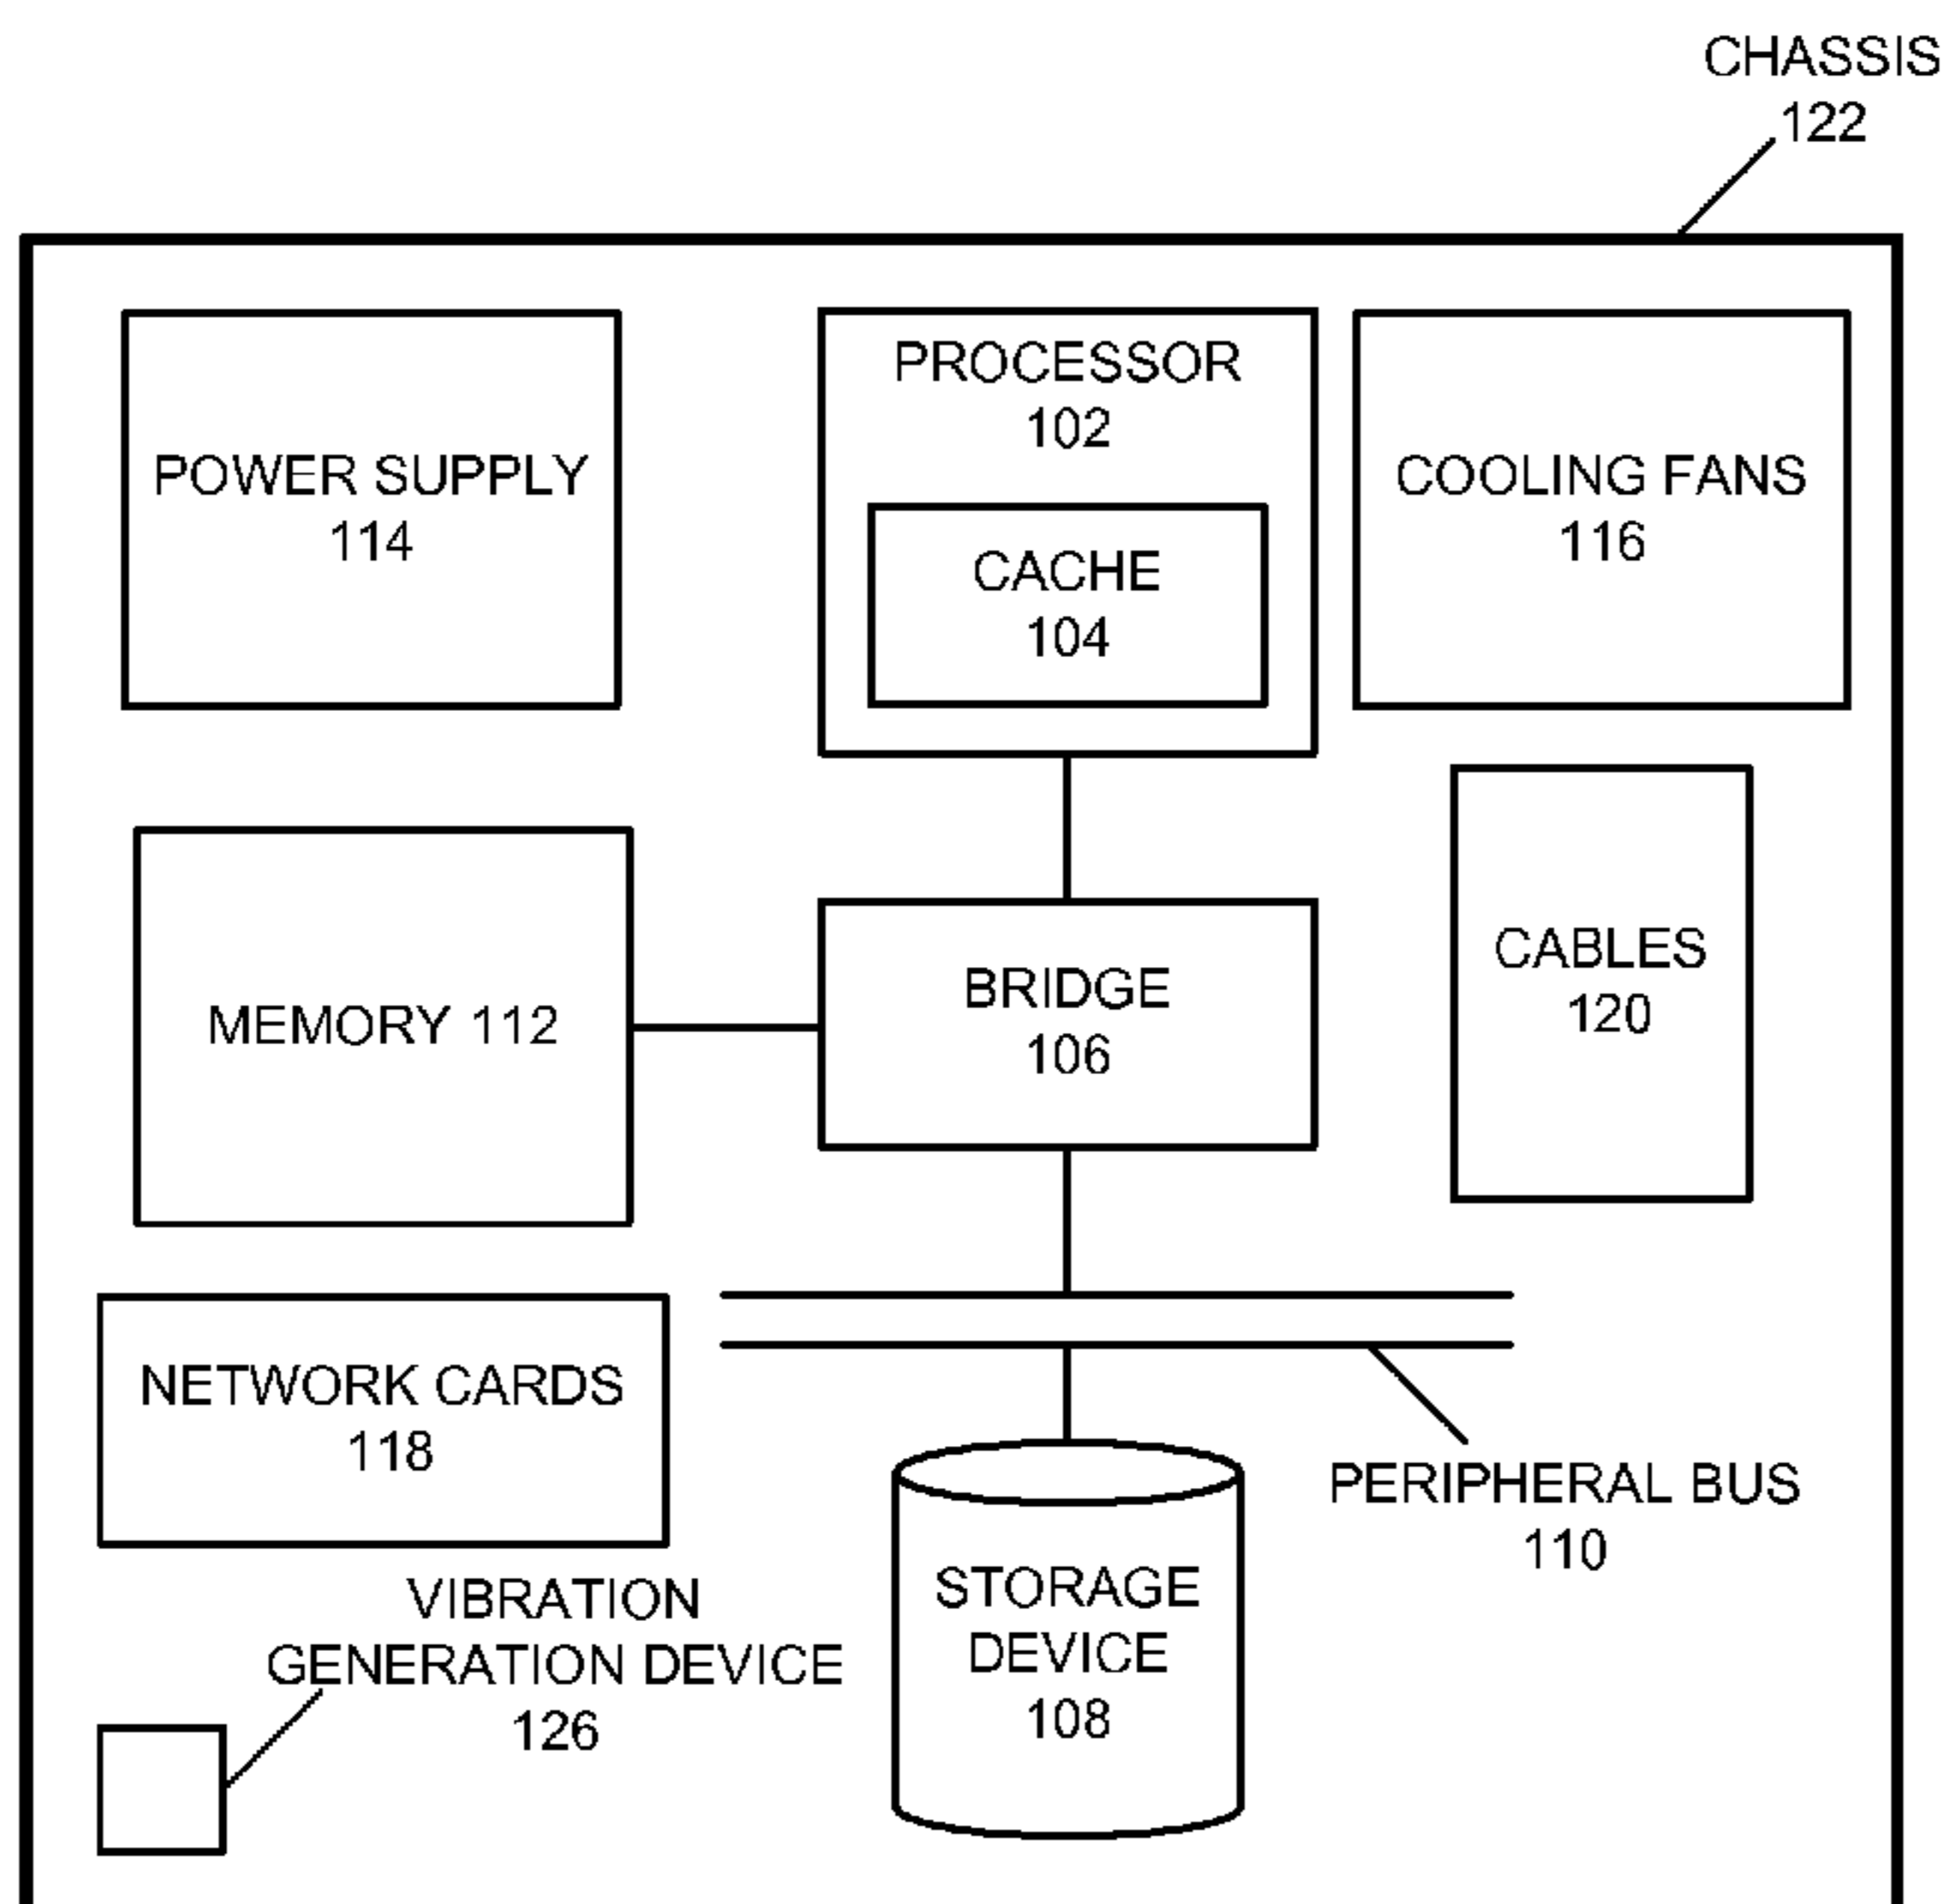 CHASSIS
122
POWER SUPPLY
114
PROCESSOR
102
CACHE
104
COOLING FANS
116
MEMORY 112
BRIDGE
106
CABLES
120
NETWORK CARDS
118
PERIPHERAL BUS
110
VIBRATION
GENERATION DEVICE
126
STORAGE
DEVICE
108